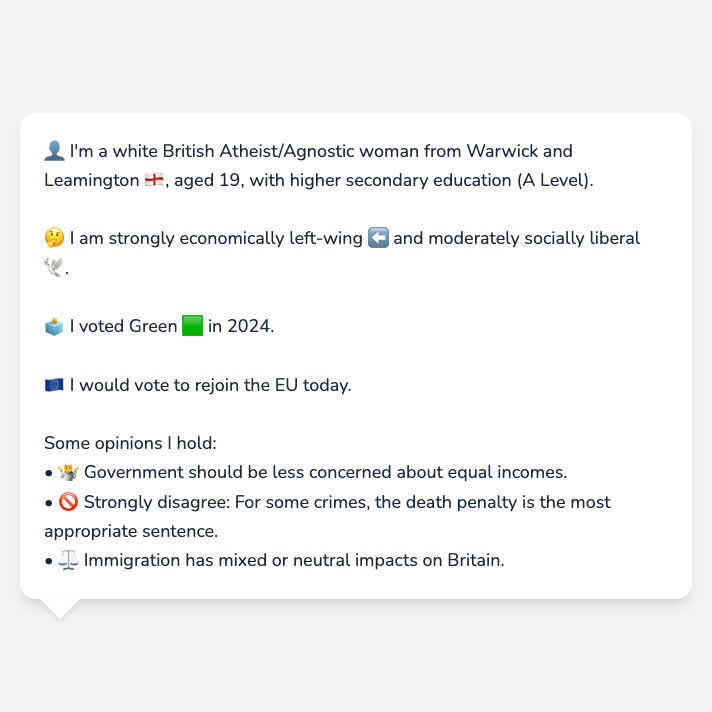 👤 I'm a white British Atheist/Agnostic woman from Warwick and
Leamington 🏴󠁧󠁢󠁥󠁮󠁧󠁿, aged 19, with higher secondary education (A Level).
🤔 I am strongly economically left-wing ⬅️ and moderately socially liberal
🕊️.
🗳️ I voted Green 🟩 in 2024.
🇪🇺 I would vote to rejoin the EU today.
Some opinions I hold:
• 🤷 Government should be less concerned about equal incomes.
• 🚫 Strongly disagree: For some crimes, the death penalty is the most
appropriate sentence.
• ⚖️ Immigration has mixed or neutral impacts on Britain.